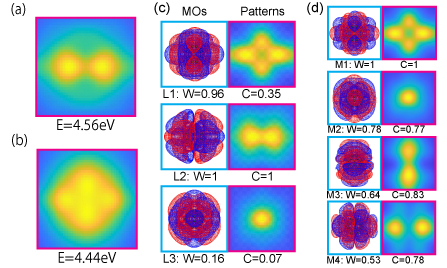 (a)
E=4.56eV
(b)
E=4.44eV
(c)
MOs Patterns
L1: W=0.96 C=0.35
L2: W=1 C=1
L3: W=0.16 C=0.07
(d)
M1: W=1 C=1
M2: W=0.78 C=0.77
M3: W=0.64 C=0.83
M4: W=0.53 C=0.78